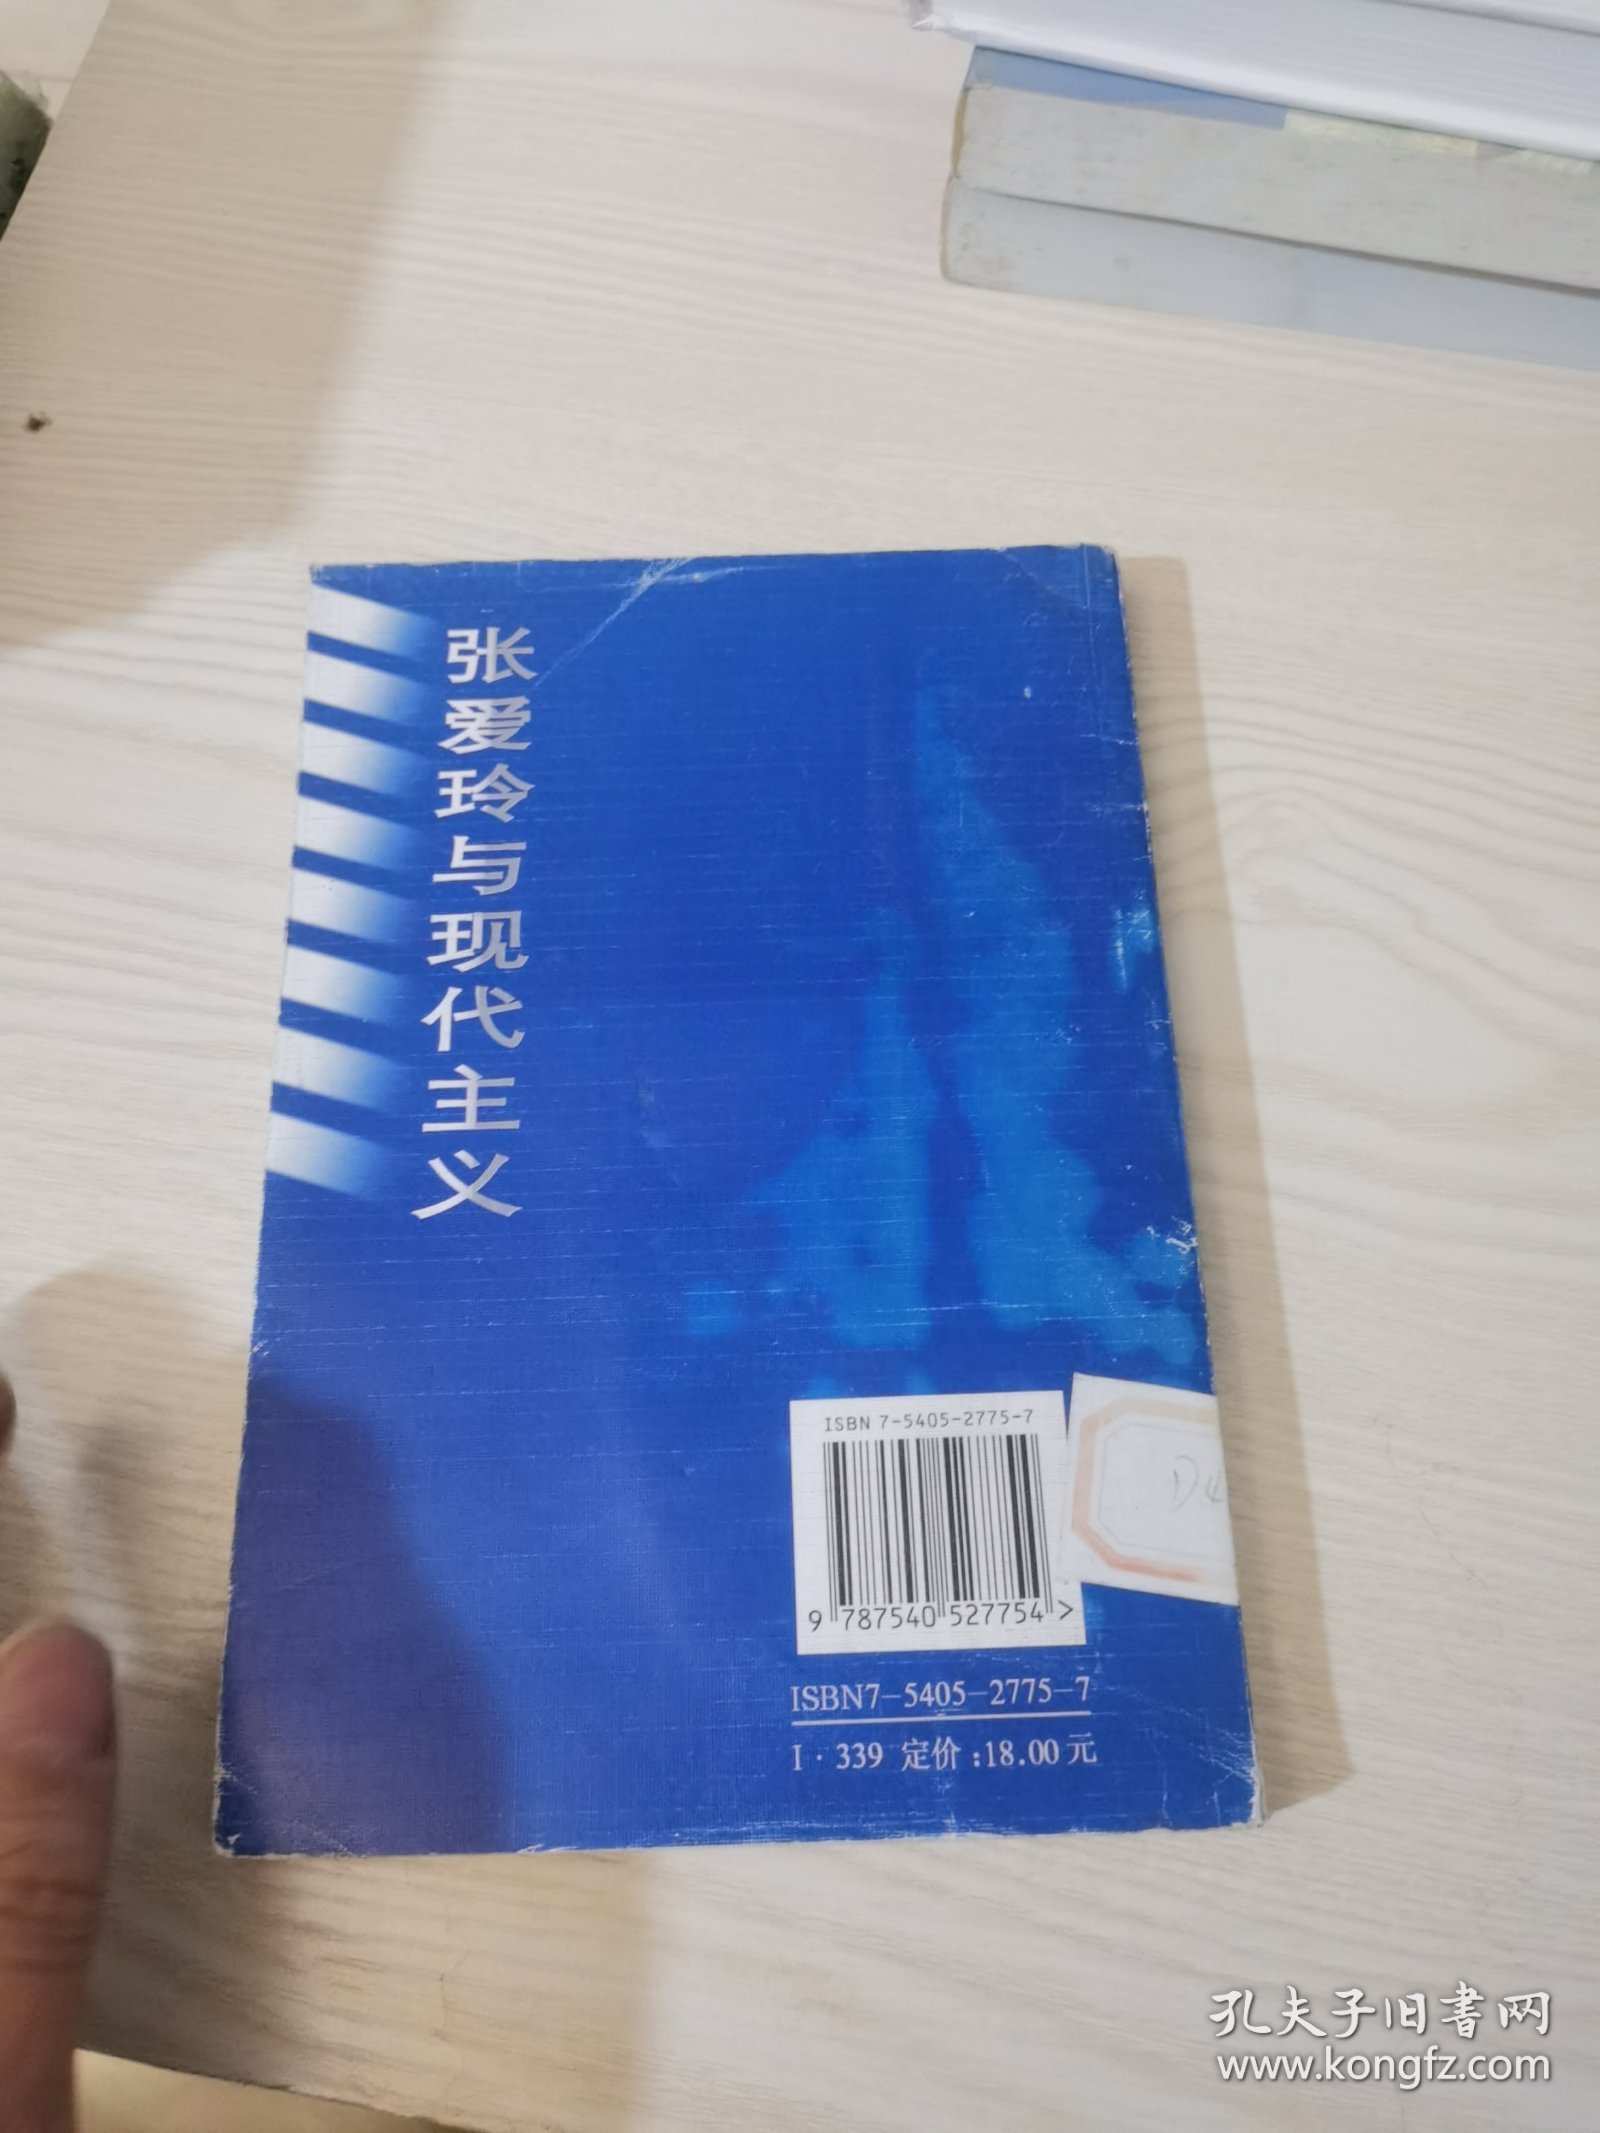 张爱玲与现代主义
ISBN 7-5405-2775-7
9 787540 527754 >
ISBN7-5405-2775-7
I·339 定价:18.00元
孔夫子旧书网
www.kongfz.com